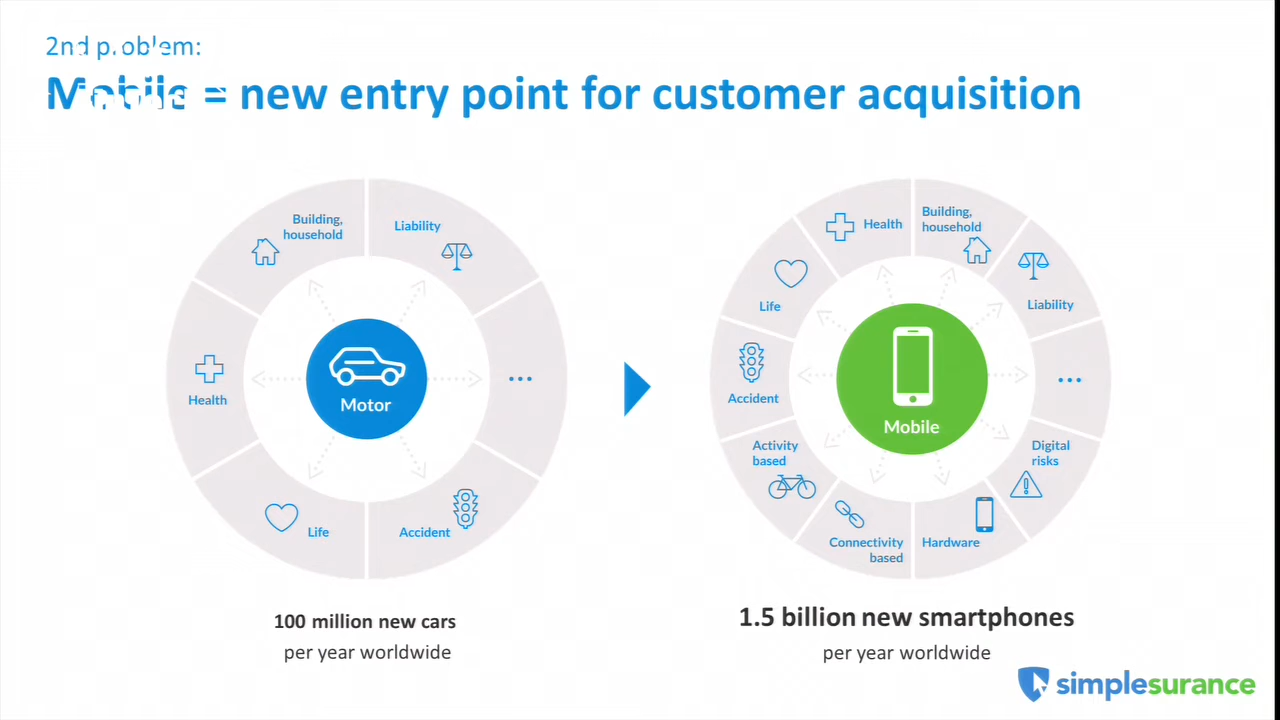 2nd problem:
Mobile = new entry point for customer acquisition
Building,
household
Liability
Health
...
Life
Accident
Motor
100 million new cars
per year worldwide
Health
Building,
household
Life
Liability
Accident
...
Mobile
Activity
based
Digital
risks
Connectivity
based
Hardware
1.5 billion new smartphones
per year worldwide
simplesurance